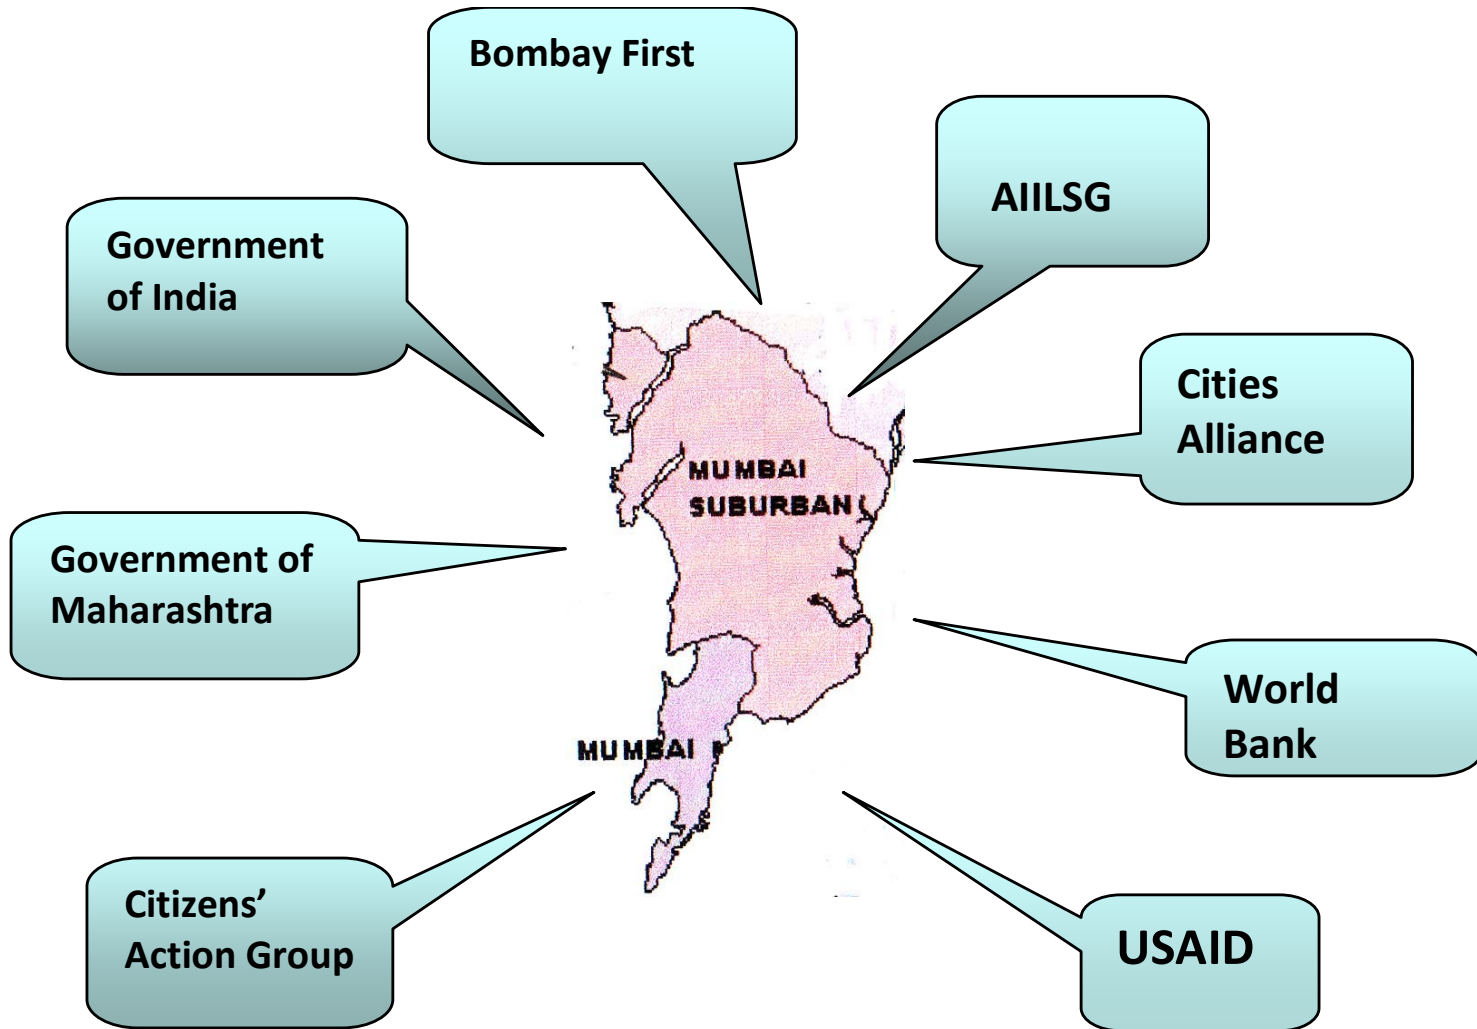 Bombay First
AIILSG
Government
of India
Cities
Alliance
MUMBAI
SUBURBAN
Government of
Maharashtra
World
Bank
MUMBAI
Citizens’
Action Group
USAID